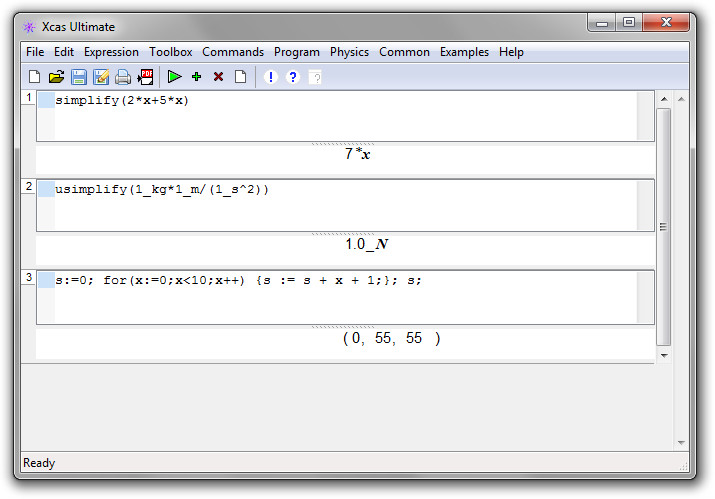 Xcas Ultimate
File Edit Expression Toolbox Commands Program Physics Common Examples Help
PDF ! ? ?
1 simplify(2*x+5*x)
7*x
2 usimplify(1_kg*1_m/(1_s^2))
1.0_N
3 s:=0; for(x:=0;x<10;x++) {s := s + x + 1;}; s;
( 0, 55, 55 )
Ready